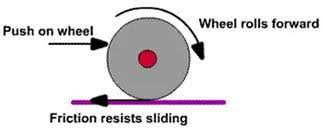 Wheel rolls forward
Push on wheel
Friction resists sliding